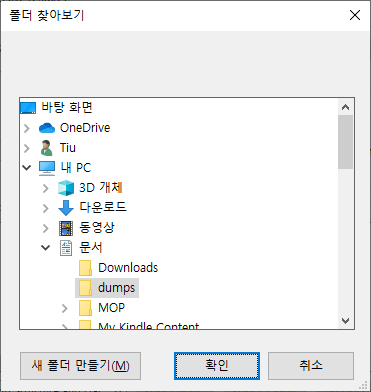 폴더 찾아보기
바탕 화면
OneDrive
Tiu
내 PC
3D 개체
다운로드
동영상
문서
Downloads
dumps
MOP
My Kindle Content
새 폴더 만들기(M)
확인
취소